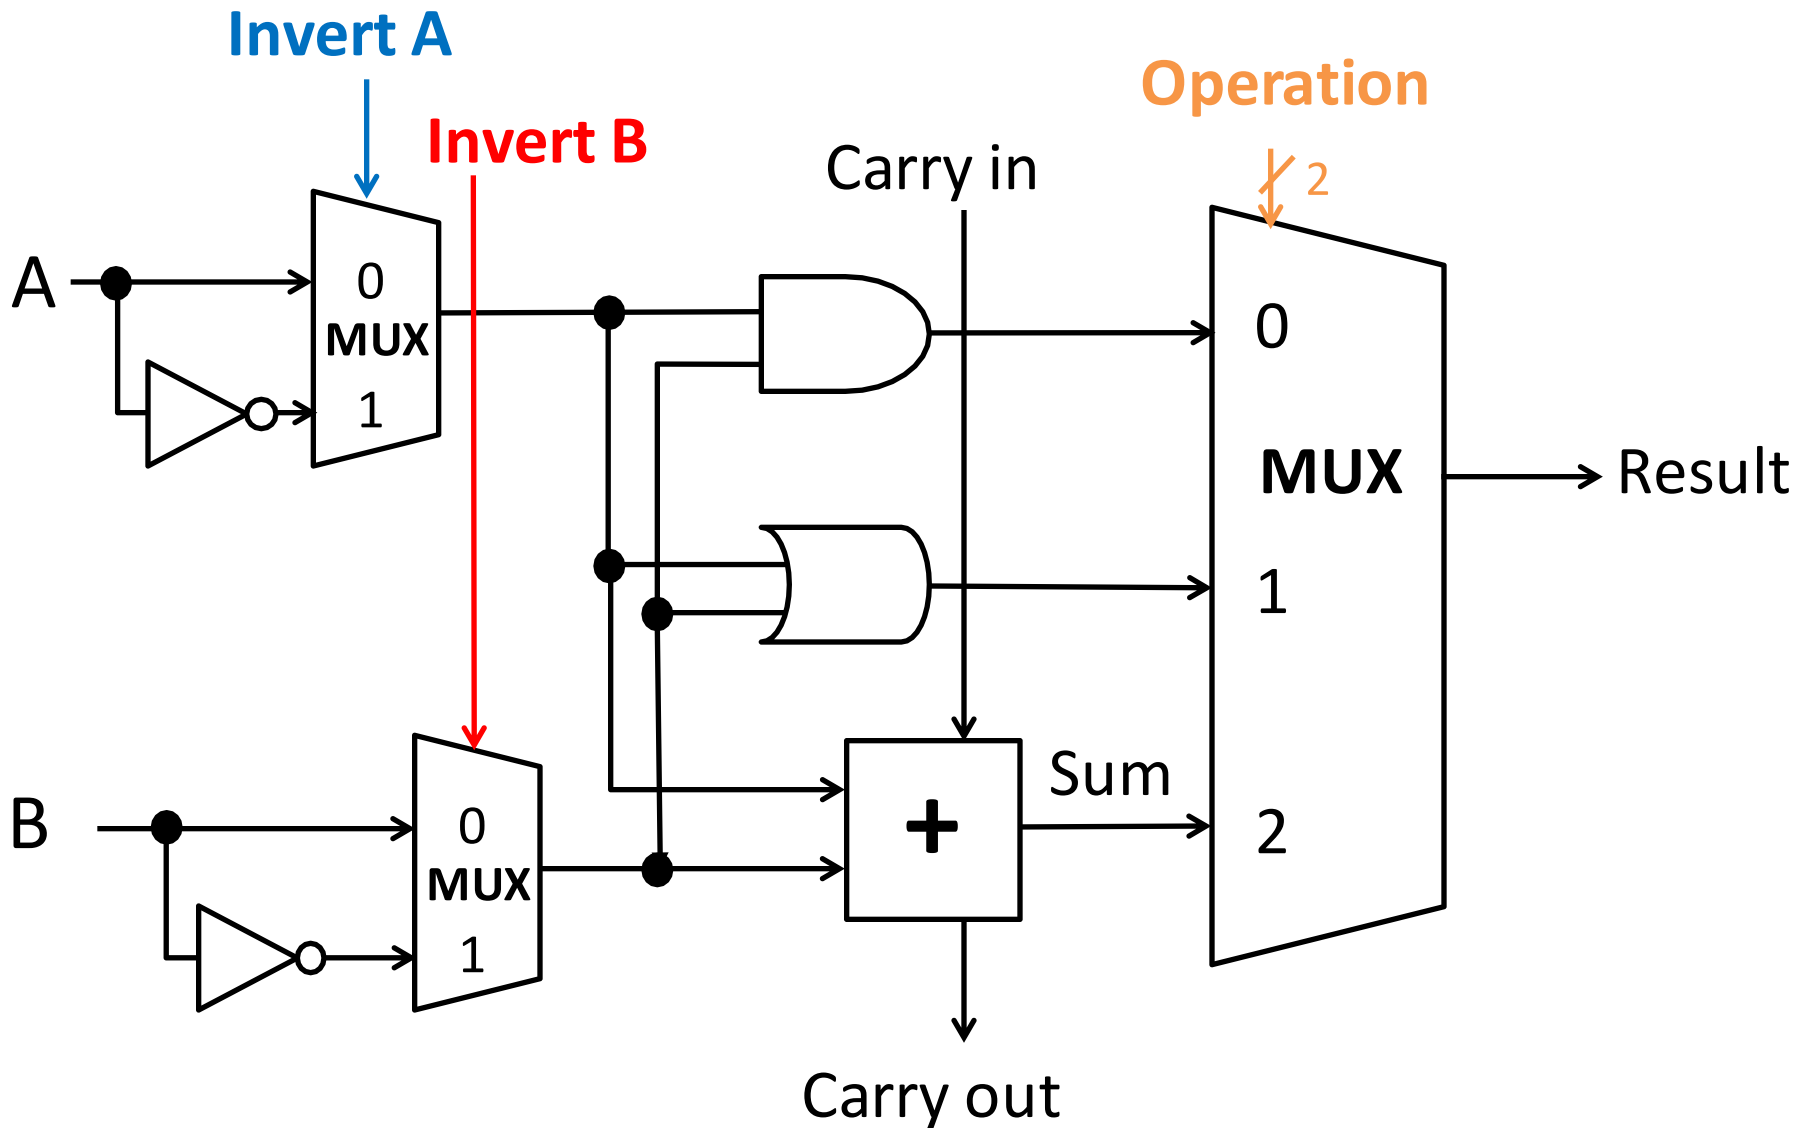 Invert A
Operation
Invert B
Carry in
2
A
0
MUX
1
0
MUX
1
2
Result
Sum
B
0
MUX
1
+
Carry out